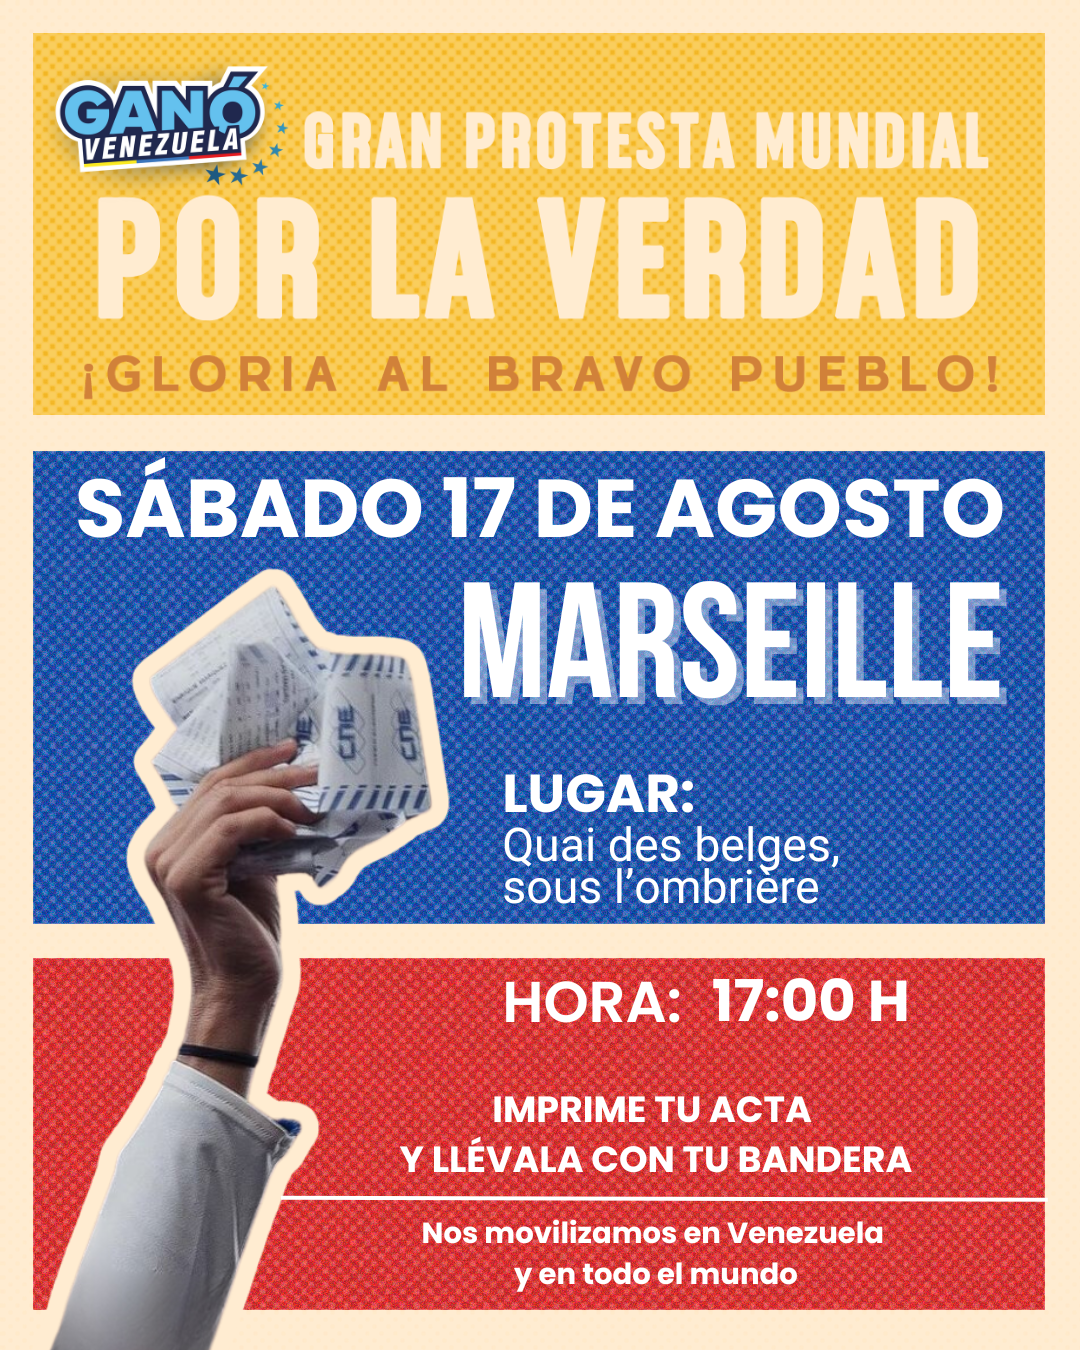 GANÓ
VENEZUELA
GRAN PROTESTA MUNDIAL
POR LA VERDAD
¡GLORIA AL BRAVO PUEBLO!
SÁBADO 17 DE AGOSTO
MARSEILLE
CNE
CNE
LUGAR:
Quai des belges,
sous l'ombrière
HORA: 17:00 H
IMPRIME TU ACTA
Y LLÉVALA CON TU BANDERA
Nos movilizamos en Venezuela
y en todo el mundo